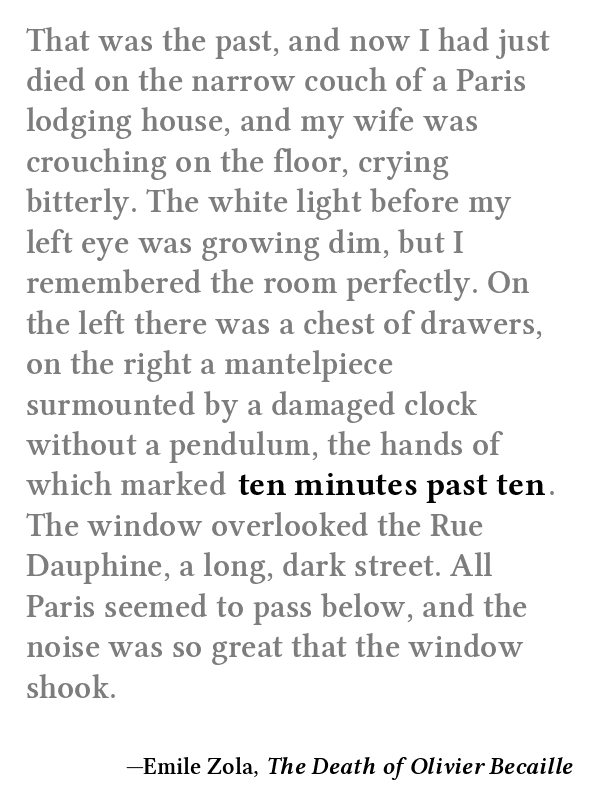 That was the past, and now I had just
died on the narrow couch of a Paris
lodging house, and my wife was
crouching on the floor, crying
bitterly. The white light before my
left eye was growing dim, but I
remembered the room perfectly. On
the left there was a chest of drawers,
on the right a mantelpiece
surmounted by a damaged clock
without a pendulum, the hands of
which marked ten minutes past ten.
The window overlooked the Rue
Dauphine, a long, dark street. All
Paris seemed to pass below, and the
noise was so great that the window
shook.
—Emile Zola, The Death of Olivier Becaille